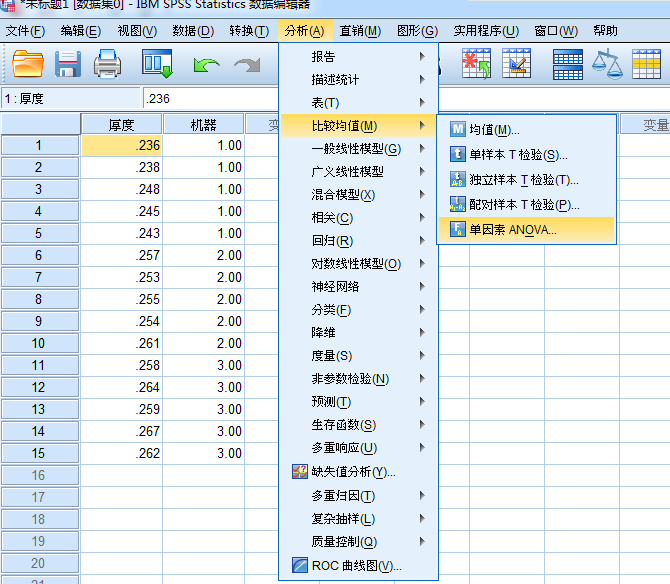 *未标题1 [数据集0] - IBM SPSS Statistics 数据编辑器
文件(F) 编辑(E) 视图(V) 数据(D) 转换(T) 分析(A) 直销(M) 图形(G) 实用程序(U) 窗口(W) 帮助
1 : 厚度 .236
厚度 机器 变量
1 .236 1.00
2 .238 1.00
3 .248 1.00
4 .245 1.00
5 .243 1.00
6 .257 2.00
7 .253 2.00
8 .255 2.00
9 .254 2.00
10 .261 2.00
11 .258 3.00
12 .264 3.00
13 .259 3.00
14 .267 3.00
15 .262 3.00
16
17
18
19
20
报告
描述统计
表(T)
比较均值(M)
一般线性模型(G)
广义线性模型
混合模型(X)
相关(C)
回归(R)
对数线性模型(O)
神经网络
分类(F)
降维
度量(S)
非参数检验(N)
预测(T)
生存函数(S)
多重响应(U)
缺失值分析(Y)...
多重归因(T)
复杂抽样(L)
质量控制(Q)
ROC 曲线图(V)...
均值(M)...
单样本 T 检验(S)...
独立样本 T 检验(T)...
配对样本 T 检验(P)...
单因素 ANOVA...